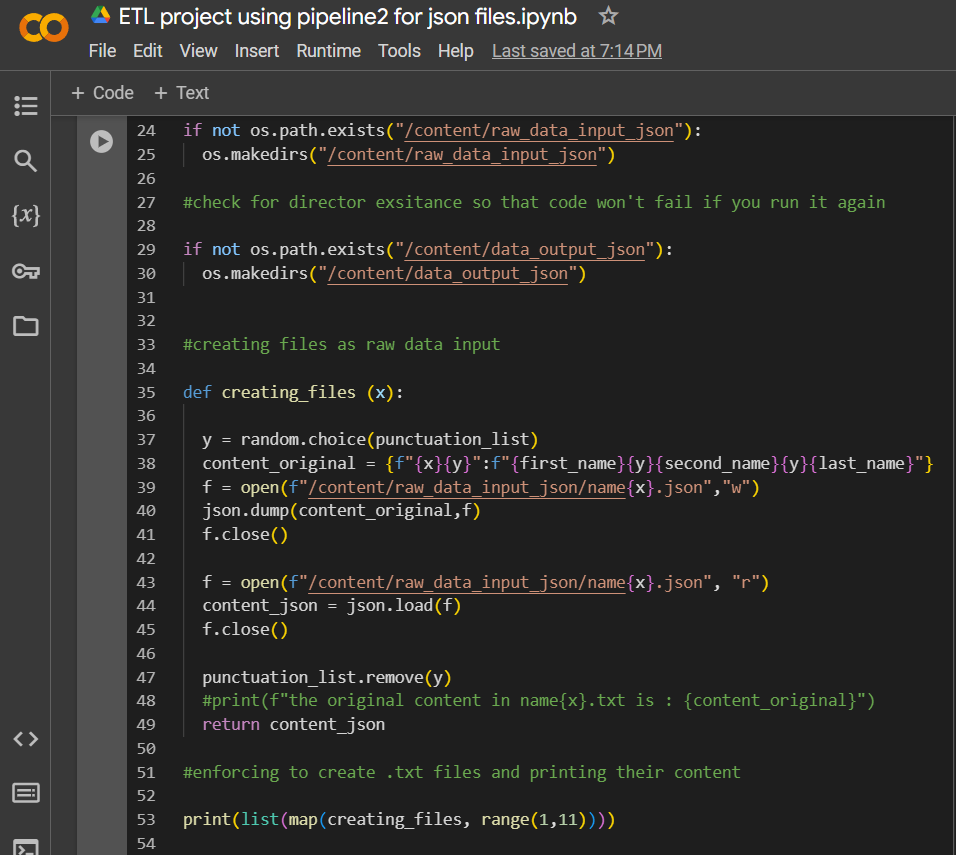 ETL project using pipeline2 for json files.ipynb
File Edit View Insert Runtime Tools Help Last saved at 7:14 PM
+ Code + Text
24 if not os.path.exists("/content/raw_data_input_json"):
25 os.makedirs("/content/raw_data_input_json")
26
27 #check for director exsitance so that code won't fail if you run it again
28
29 if not os.path.exists("/content/data_output_json"):
30 os.makedirs("/content/data_output_json")
31
32
33 #creating files as raw data input
34
35 def creating_files (x):
36
37 y = random.choice(punctuation_list)
38 content_original = {f"{x}{y}":f"{first_name}{y}{second_name}{y}{last_name}"}
39 f = open(f"/content/raw_data_input_json/name{x}.json","w")
40 json.dump(content_original,f)
41 f.close()
42
43 f = open(f"/content/raw_data_input_json/name{x}.json", "r")
44 content_json = json.load(f)
45 f.close()
46
47 punctuation_list.remove(y)
48 #print(f"the original content in name{x}.txt is : {content_original}")
49 return content_json
50
51 #enforcing to create .txt files and printing their content
52
53 print(list(map(creating_files, range(1,11))))
54